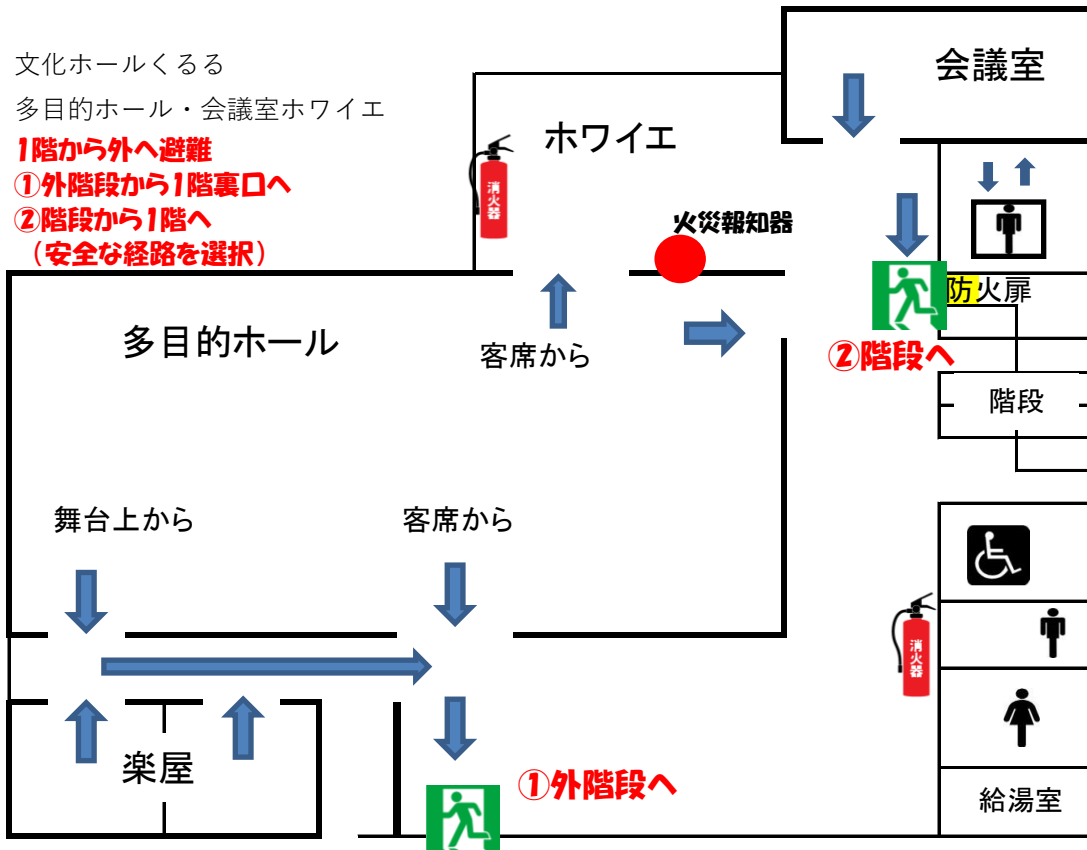 文化ホールくるる
多目的ホール・会議室ホワイエ
1階から外へ避難
①外階段から1階裏口へ
②階段から1階へ
（安全な経路を選択）
会議室
ホワイエ
消火器
火災報知器
防火扉
多目的ホール
客席から
②階段へ
階段
舞台上から
客席から
消火器
楽屋
①外階段へ
給湯室